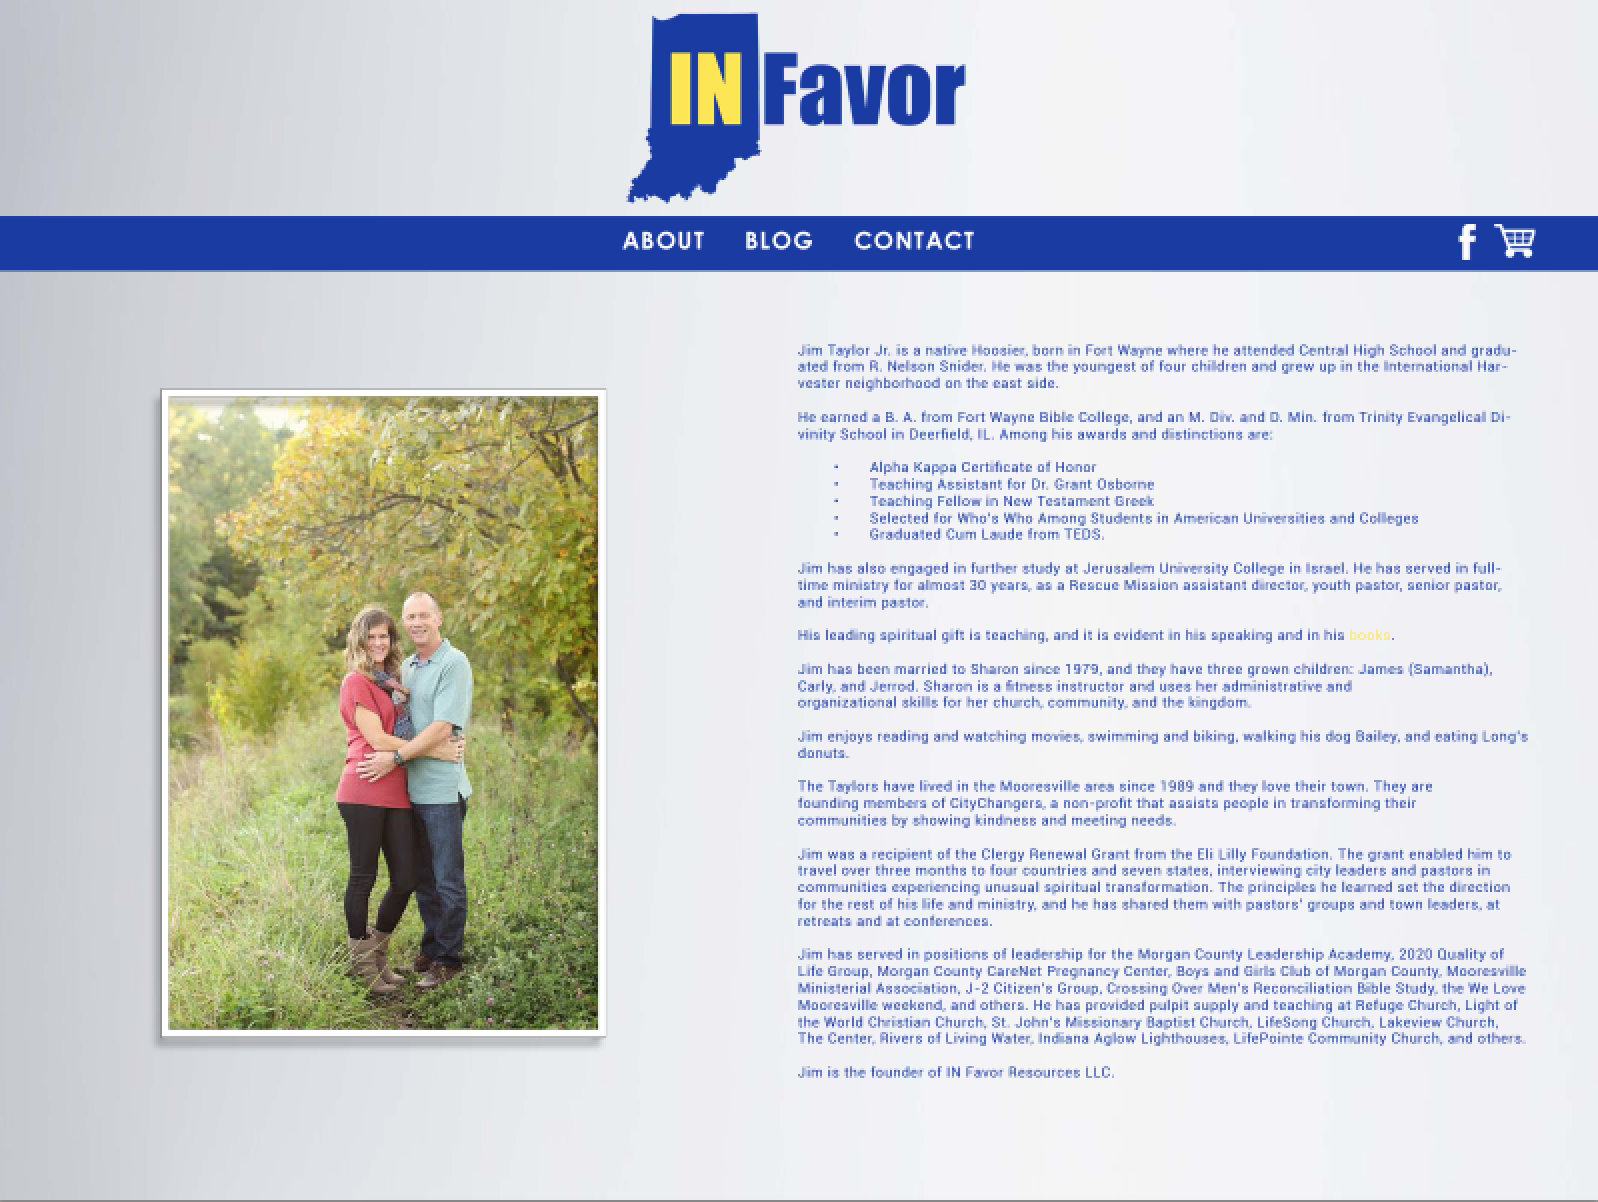 IN Favor
ABOUT BLOG CONTACT f
Jim Taylor Jr. is a native Hoosier, born in Fort Wayne where he attended Central High School and gradu-
ated from R. Nelson Snider. He was the youngest of four children and grew up in the International Har-
vester neighborhood on the east side.
He earned a B. A. from Fort Wayne Bible College, and an M. Div. and D. Min. from Trinity Evangelical Di-
vinity School in Deerfield, IL. Among his awards and distinctions are:
• Alpha Kappa Certificate of Honor
• Teaching Assistant for Dr. Grant Osborne
• Teaching Fellow in New Testament Greek
• Selected for Who's Who Among Students in American Universities and Colleges
• Graduated Cum Laude from TEDS.
Jim has also engaged in further study at Jerusalem University College in Israel. He has served in full-
time ministry for almost 30 years, as a Rescue Mission assistant director, youth pastor, senior pastor,
and interim pastor.
His leading spiritual gift is teaching, and it is evident in his speaking and in his books.
Jim has been married to Sharon since 1979, and they have three grown children: James (Samantha),
Carly, and Jerrod. Sharon is a fitness instructor and uses her administrative and
organizational skills for her church, community, and the kingdom.
Jim enjoys reading and watching movies, swimming and biking, walking his dog Bailey, and eating Long's
donuts.
The Taylors have lived in the Mooresville area since 1989 and they love their town. They are
founding members of CityChangers, a non-profit that assists people in transforming their
communities by showing kindness and meeting needs.
Jim was a recipient of the Clergy Renewal Grant from the Eli Lilly Foundation. The grant enabled him to
travel over three months to four countries and seven states, interviewing city leaders and pastors in
communities experiencing unusual spiritual transformation. The principles he learned set the direction
for the rest of his life and ministry, and he has shared them with pastors' groups and town leaders, at
retreats and at conferences.
Jim has served in positions of leadership for the Morgan County Leadership Academy, 2020 Quality of
Life Group, Morgan County CareNet Pregnancy Center, Boys and Girls Club of Morgan County, Mooresville
Ministerial Association, J-2 Citizen's Group, Crossing Over Men's Reconciliation Bible Study, the We Love
Mooresville weekend, and others. He has provided pulpit supply and teaching at Refuge Church, Light of
the World Christian Church, St. John's Missionary Baptist Church, LifeSong Church, Lakeview Church,
The Center, Rivers of Living Water, Indiana Aglow Lighthouses, LifePointe Community Church, and others.
Jim is the founder of IN Favor Resources LLC.